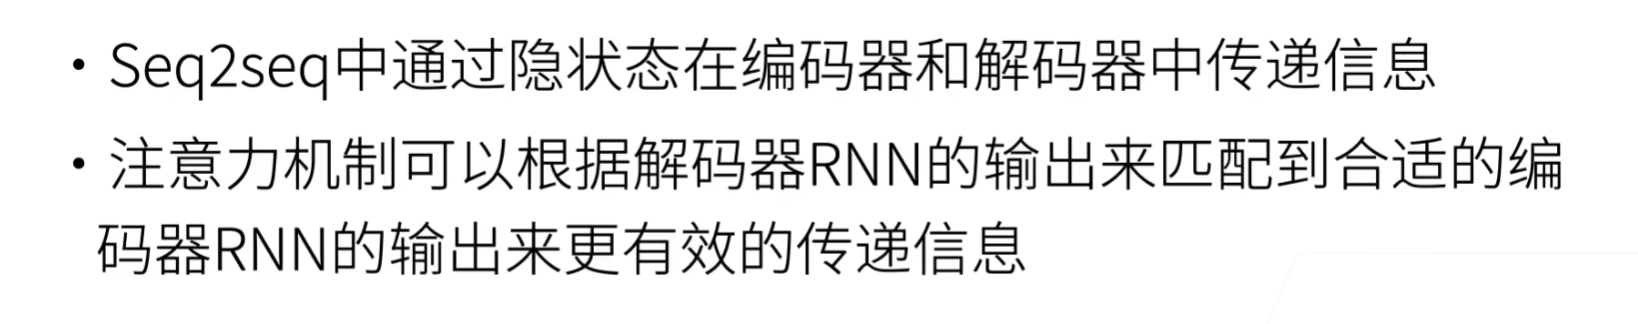 • Seq2seq中通过隐状态在编码器和解码器中传递信息
• 注意力机制可以根据解码器RNN的输出来匹配到合适的编
码器RNN的输出来更有效的传递信息